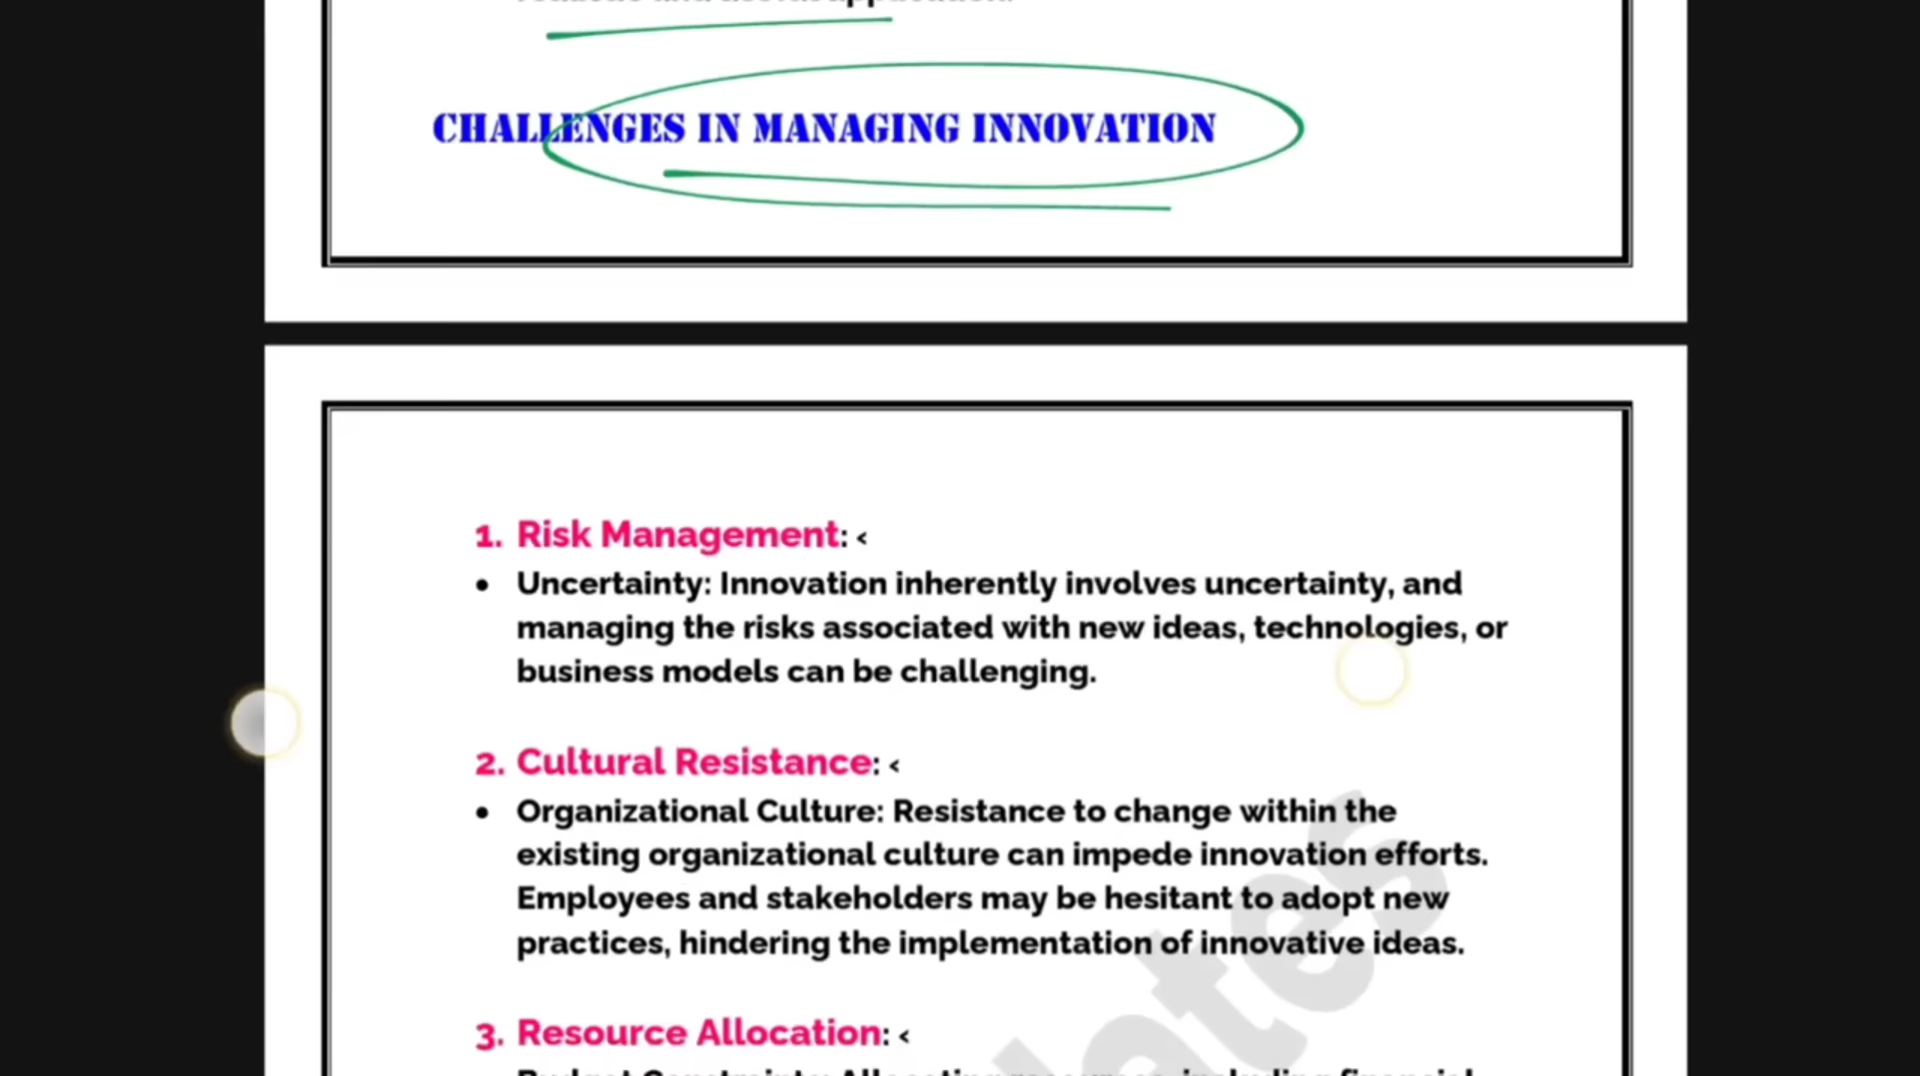 CHALLENGES IN MANAGING INNOVATION
1. Risk Management: <
• Uncertainty: Innovation inherently involves uncertainty, and
managing the risks associated with new ideas, technologies, or
business models can be challenging.
2. Cultural Resistance: <
• Organizational Culture: Resistance to change within the
existing organizational culture can impede innovation efforts.
Employees and stakeholders may be hesitant to adopt new
practices, hindering the implementation of innovative ideas.
3. Resource Allocation: <